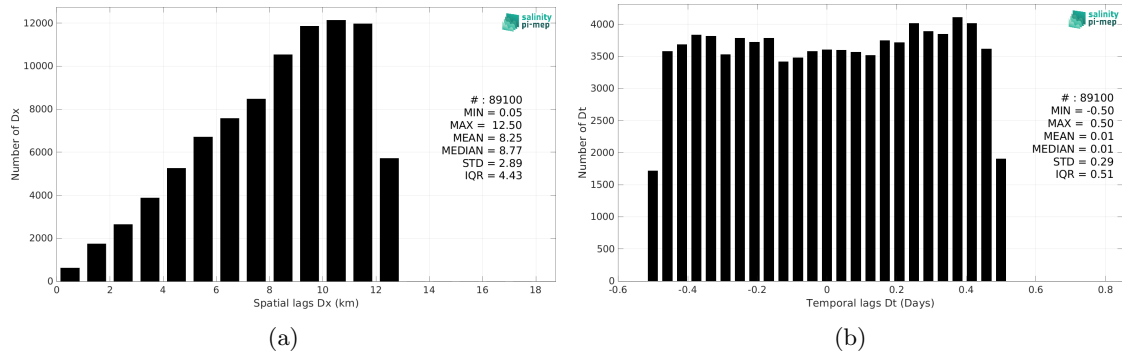 12000
10000
8000
6000
4000
2000
0
Number of Dx
salinity
pi-mep
# : 89100
MIN = 0.05
MAX = 12.50
MEAN = 8.25
MEDIAN = 8.77
STD = 2.89
IQR = 4.43
0 2 4 6 8 10 12 14 16 18
Spatial lags Dx (km)
(a)
4000
3500
3000
2500
2000
1500
1000
500
0
Number of Dt
salinity
pi-mep
# : 89100
MIN = -0.50
MAX = 0.50
MEAN = 0.01
MEDIAN = 0.01
STD = 0.29
IQR = 0.51
-0.6 -0.4 -0.2 0 0.2 0.4 0.6 0.8
Temporal lags Dt (Days)
(b)